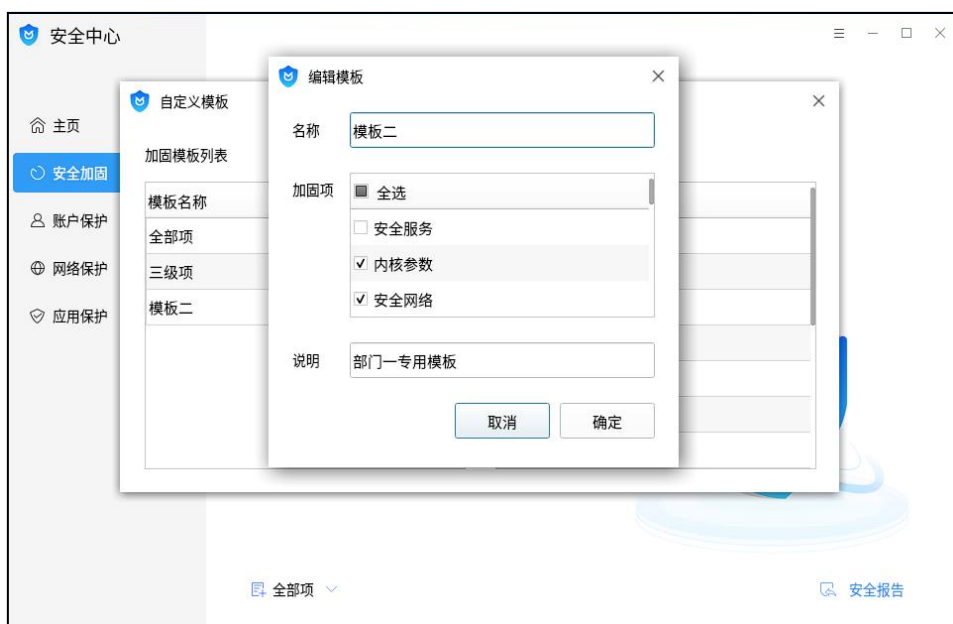 安全中心
主页
安全加固
账户保护
网络保护
应用保护
自定义模板
加固模板列表
模板名称
全部项
三级项
模板二
编辑模板
名称
模板二
加固项
全选
安全服务
内核参数
安全网络
说明
部门一专用模板
取消
确定
全部项
安全报告